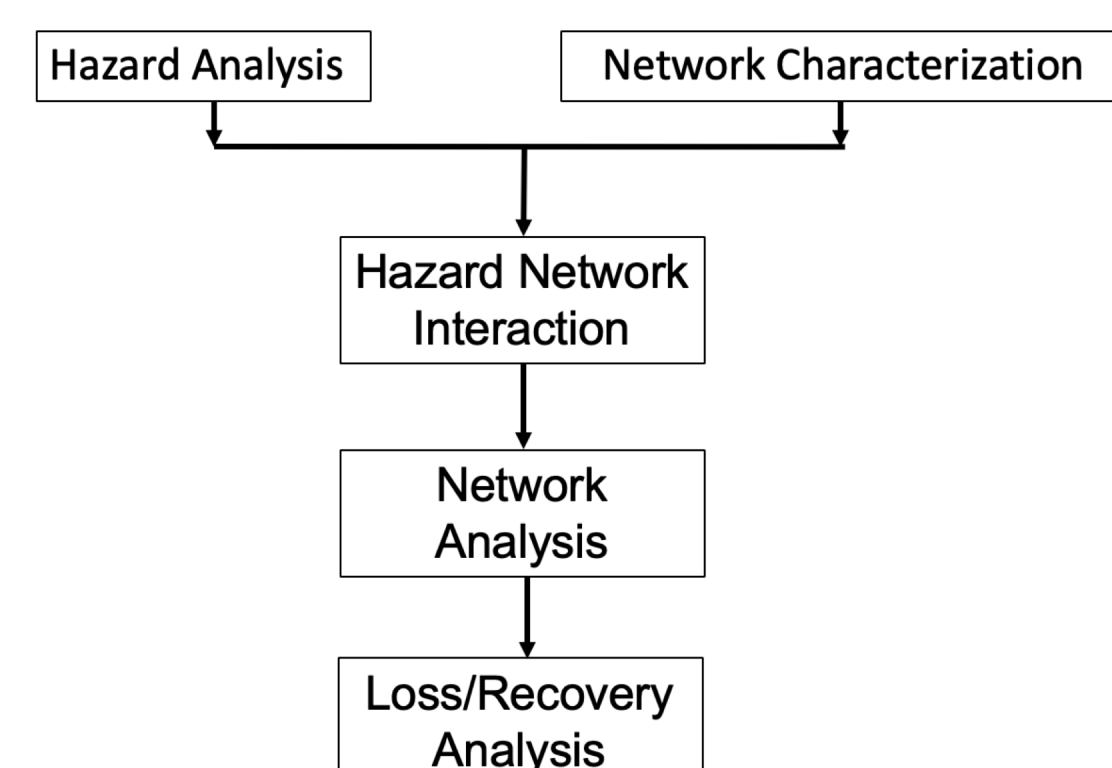 Hazard Analysis
Network Characterization
Hazard Network
Interaction
Network
Analysis
Loss/Recovery
Analysis